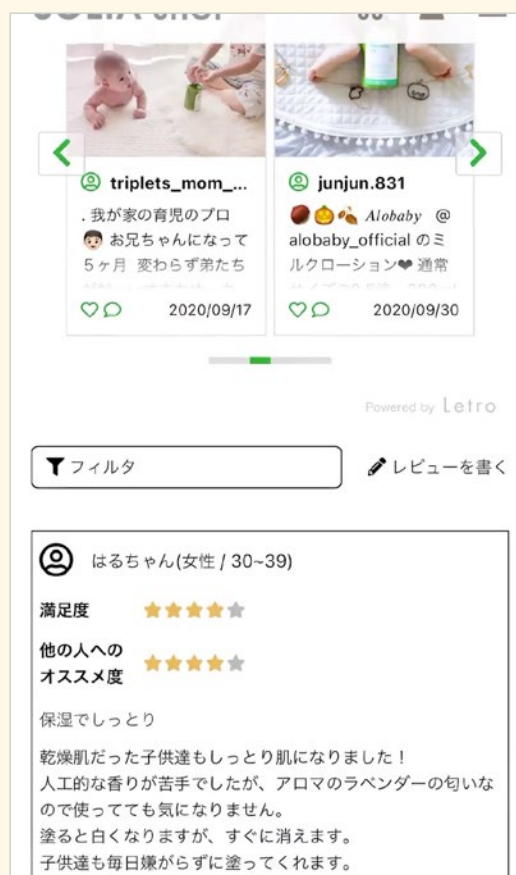 triplets_mom_...
. 我が家の育児のプロ
👦🏻 お兄ちゃんになって
5ヶ月 変わらず弟たち
2020/09/17
junjun.831
🌰🎃🍂 Alobaby @
alobaby_official のミ
ルクローション❤ 通常
2020/09/30
Powered by Letro
フィルタ
レビューを書く
はるちゃん(女性 / 30~39)
満足度
他の人への
オススメ度
保湿でしっとり
乾燥肌だった子供達もしっとり肌になりました！
人工的な香りが苦手でしたが、アロマのラベンダーの匂いな
ので使ってても気になりません。
塗ると白くなりますが、すぐに消えます。
子供達も毎日嫌がらずに塗ってくれます。